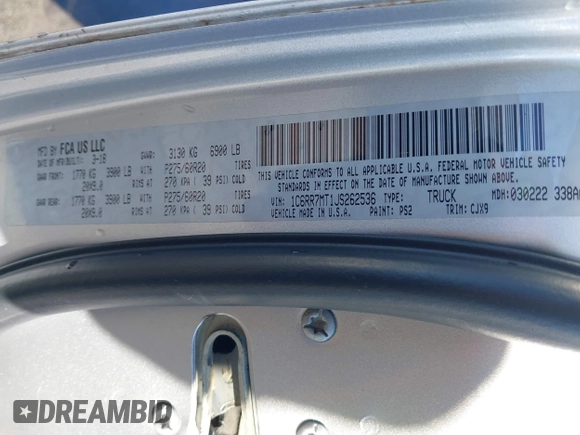 MFD BY FCA US LLC
DATE OF MFR(BUILT): 3-18 GVWR: 3130 KG 6900 LB
GAWR FRONT: 1770 KG 3900 LB WITH P275/60R20 TIRES
20X9.0 RIMS AT 270 KPA ( 39 PSI) COLD
GAWR REAR: 1770 KG 3900 LB WITH P275/60R20 TIRES
20X9.0 RIMS AT 270 KPA ( 39 PSI) COLD
THIS VEHICLE CONFORMS TO ALL APPLICABLE U.S.A. FEDERAL MOTOR VEHICLE SAFETY
STANDARDS IN EFFECT ON THE DATE OF MANUFACTURE SHOWN ABOVE.
VIN: 1C6RR7MT1JS262536 TYPE: TRUCK MDH: 030222 338A
VEHICLE MADE IN U.S.A. PAINT: PS2 TRIM: CJX9
DREAMBID